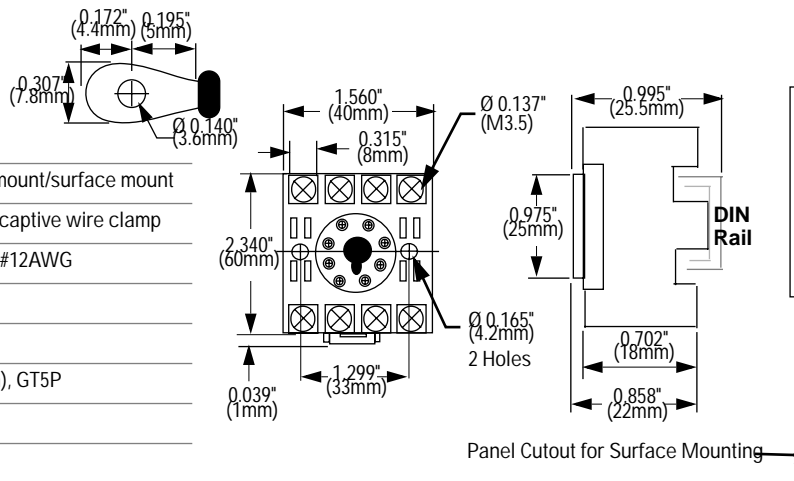 0.172"
(4.4mm)
0.195"
(5mm)
0.307"
(7.8mm)
Ø 0.140"
(3.6mm)
mount/surface mount
captive wire clamp
#12AWG
), GT5P
1.560"
(40mm)
0.315"
(8mm)
Ø 0.137"
(M3.5)
2.340"
(60mm)
Ø 0.165"
(4.2mm)
2 Holes
1.299"
(33mm)
0.039"
(1mm)
0.995"
(25.5mm)
0.975"
(25mm)
DIN
Rail
0.702"
(18mm)
0.858"
(22mm)
Panel Cutout for Surface Mounting